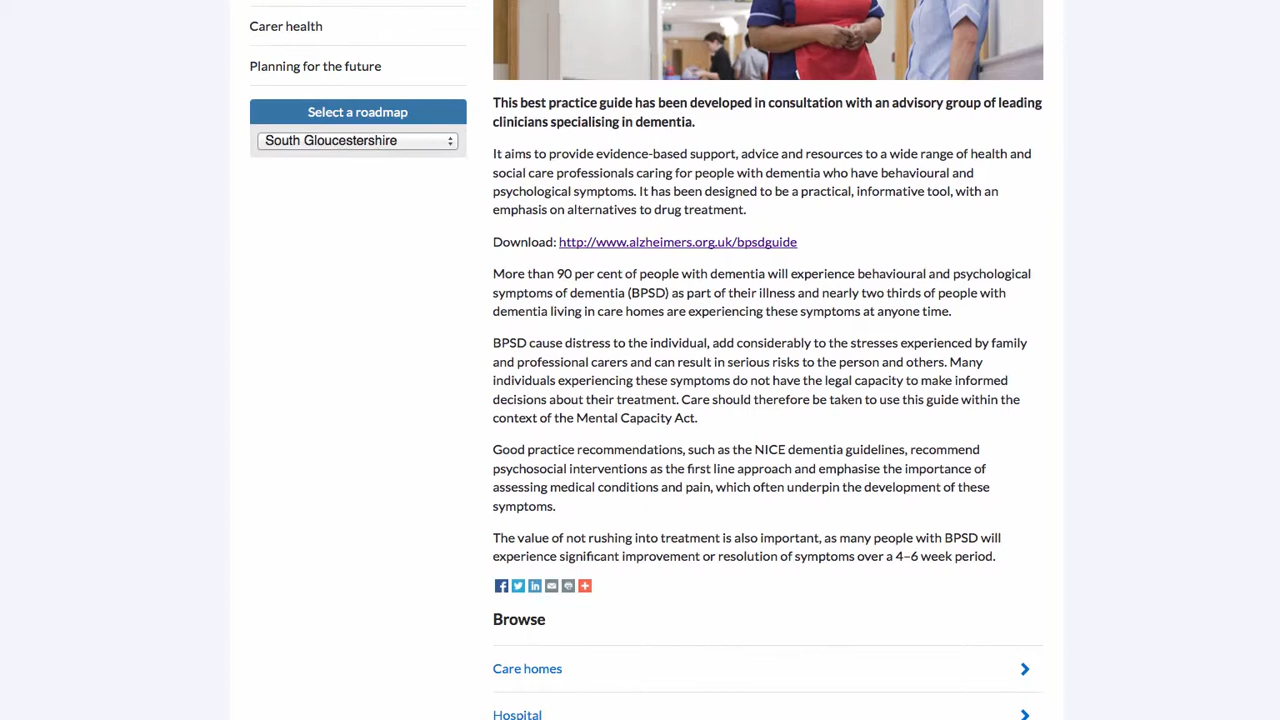 Carer health
Planning for the future
Select a roadmap
South Gloucestershire
This best practice guide has been developed in consultation with an advisory group of leading
clinicians specialising in dementia.
It aims to provide evidence-based support, advice and resources to a wide range of health and
social care professionals caring for people with dementia who have behavioural and
psychological symptoms. It has been designed to be a practical, informative tool, with an
emphasis on alternatives to drug treatment.
Download: http://www.alzheimers.org.uk/bpsdguide
More than 90 per cent of people with dementia will experience behavioural and psychological
symptoms of dementia (BPSD) as part of their illness and nearly two thirds of people with
dementia living in care homes are experiencing these symptoms at anyone time.
BPSD cause distress to the individual, add considerably to the stresses experienced by family
and professional carers and can result in serious risks to the person and others. Many
individuals experiencing these symptoms do not have the legal capacity to make informed
decisions about their treatment. Care should therefore be taken to use this guide within the
context of the Mental Capacity Act.
Good practice recommendations, such as the NICE dementia guidelines, recommend
psychosocial interventions as the first line approach and emphasise the importance of
assessing medical conditions and pain, which often underpin the development of these
symptoms.
The value of not rushing into treatment is also important, as many people with BPSD will
experience significant improvement or resolution of symptoms over a 4–6 week period.
Browse
Care homes
Hospital